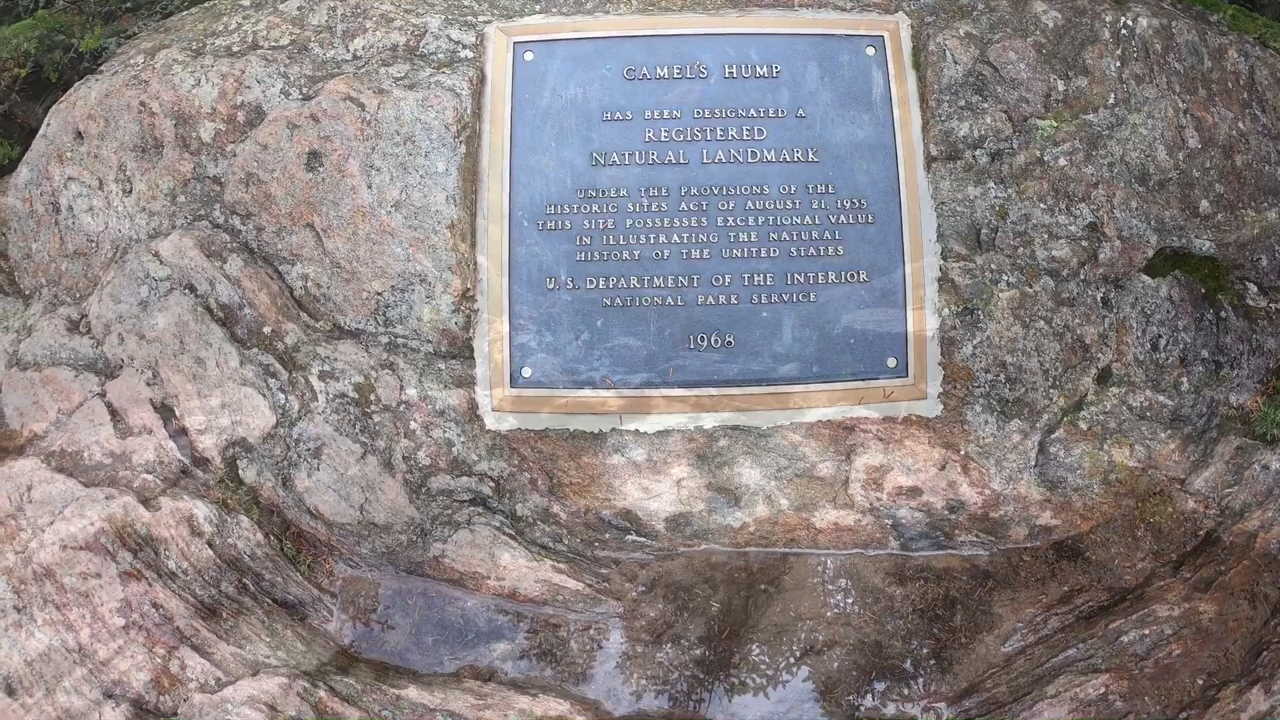 CAMEL'S HUMP
HAS BEEN DESIGNATED A
REGISTERED
NATURAL LANDMARK
UNDER THE PROVISIONS OF THE
HISTORIC SITES ACT OF AUGUST 21, 1935
THIS SITE POSSESSES EXCEPTIONAL VALUE
IN ILLUSTRATING THE NATURAL
HISTORY OF THE UNITED STATES
U. S. DEPARTMENT OF THE INTERIOR
NATIONAL PARK SERVICE
1968